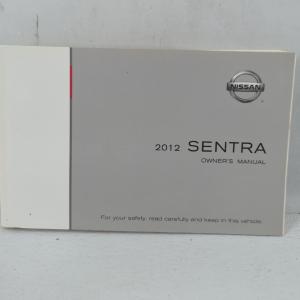 NISSAN
2012 SENTRA
OWNER'S MANUAL
For your safety, read carefully and keep in this vehicle.